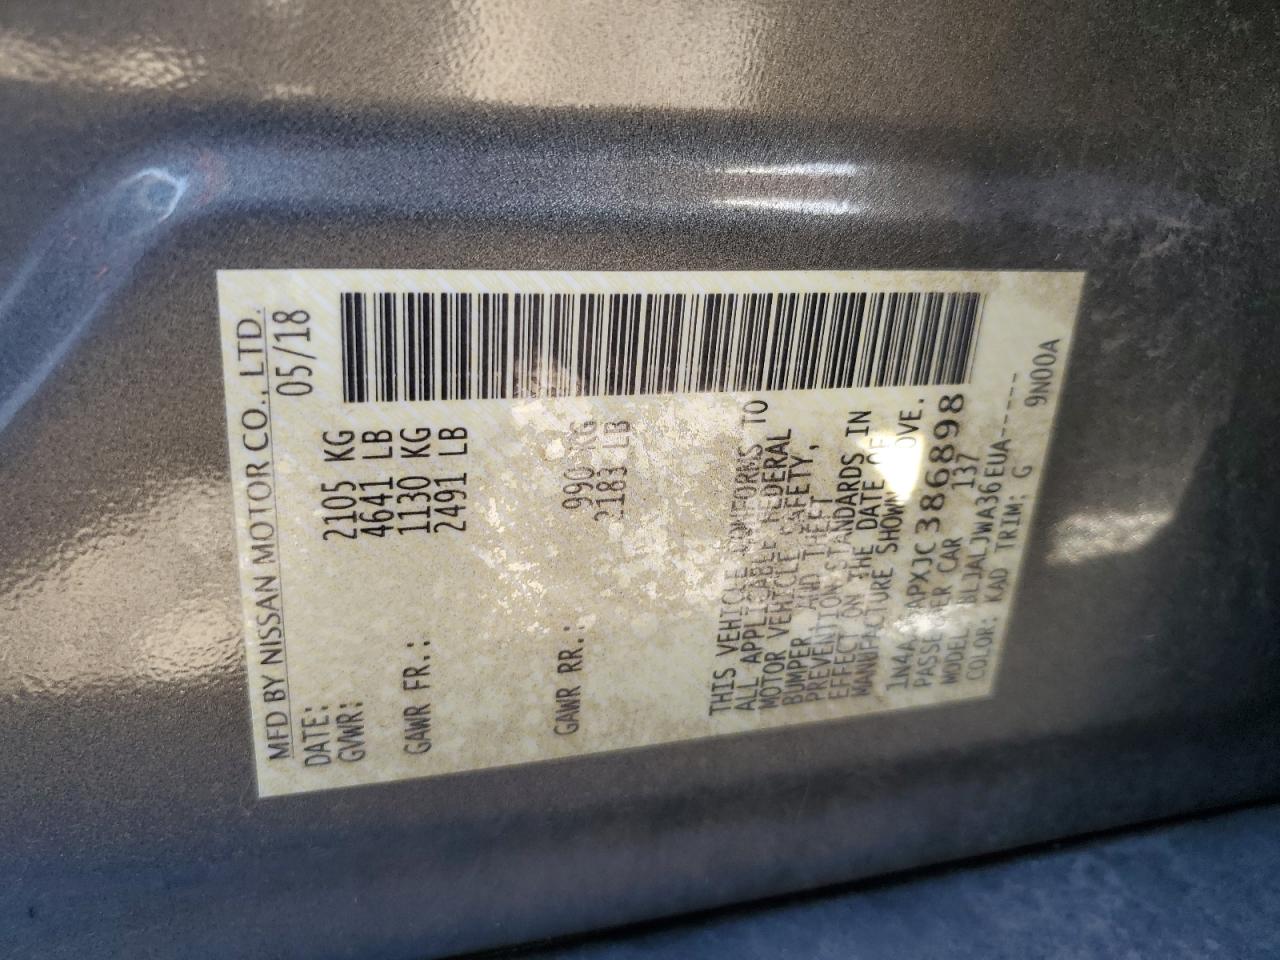 MFD BY NISSAN MOTOR CO., LTD.
DATE: 05/18
GVWR: 2105 KG
4641 LB
GAWR FR.: 1130 KG
2491 LB
GAWR RR.: 990 KG
2183 LB
THIS VEHICLE CONFORMS TO
ALL APPLICABLE FEDERAL
MOTOR VEHICLE SAFETY,
BUMPER AND THEFT
PREVENTION STANDARDS IN
EFFECT ON THE DATE OF
MANUFACTURE SHOWN ABOVE.
PASSENGER CAR 137
MODEL: BLJALJWA36EUA-----
COLOR: KAD TRIM: G 9N00A